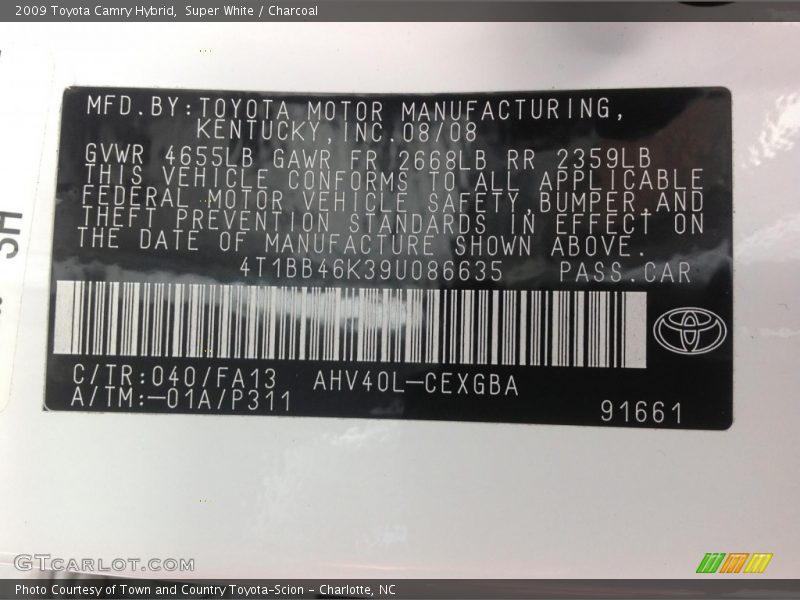 2009 Toyota Camry Hybrid, Super White / Charcoal
MFD.BY:TOYOTA MOTOR MANUFACTURING,
KENTUCKY,INC.08/08
GVWR 4655LB GAWR FR 2668LB RR 2359LB
THIS VEHICLE CONFORMS TO ALL APPLICABLE
FEDERAL MOTOR VEHICLE SAFETY,BUMPER,AND
THEFT PREVENTION STANDARDS IN EFFECT ON
THE DATE OF MANUFACTURE SHOWN ABOVE.
4T1BB46K39U086635 PASS.CAR
C/TR:040/FA13 AHV40L-CEXGBA
A/TM:-01A/P311
91661
SH
GTCARLOT.COM
Photo Courtesy of Town and Country Toyota-Scion - Charlotte, NC